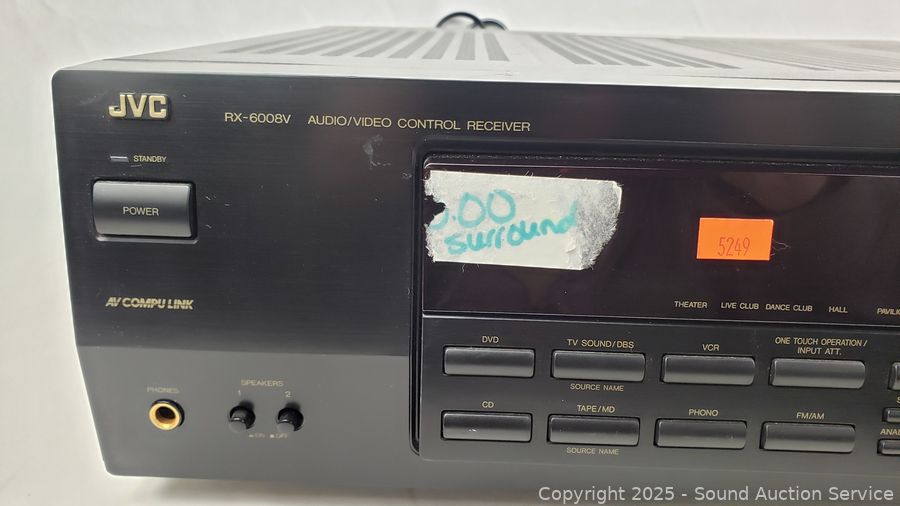 JVC
RX-6008V AUDIO/VIDEO CONTROL RECEIVER
STANDBY
POWER
.00
surround
5249
AV COMPU LINK
THEATER LIVE CLUB DANCE CLUB HALL
DVD
TV SOUND/DBS
VCR
ONE TOUCH OPERATION/
INPUT ATT.
SOURCE NAME
PHONES
SPEAKERS
1 2
ON OFF
CD
TAPE/MD
PHONO
FM/AM
SOURCE NAME
Copyright 2025 - Sound Auction Service